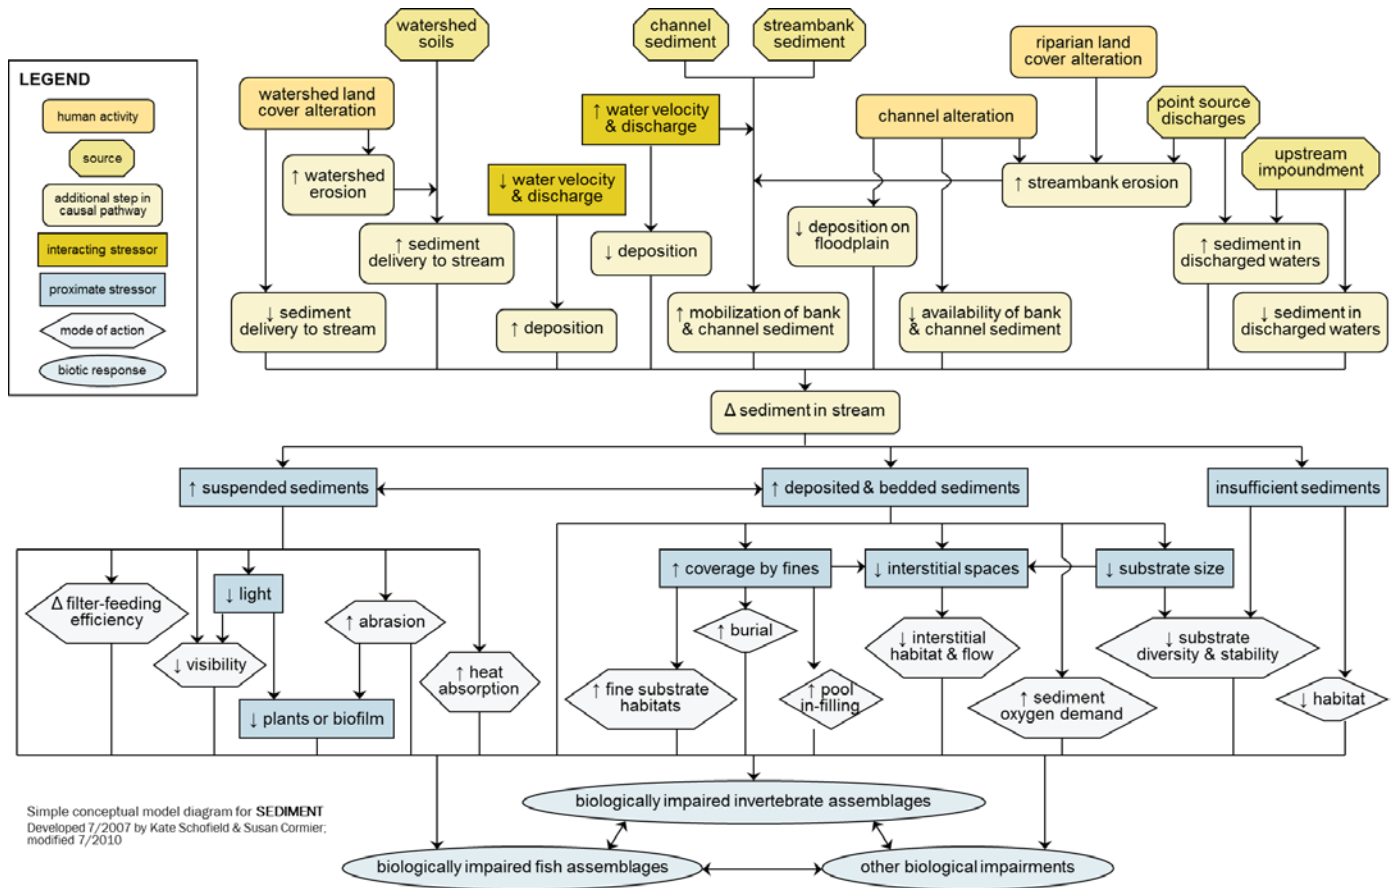 LEGEND
human activity
source
additional step in
causal pathway
interacting stressor
proximate stressor
mode of action
biotic response
watershed
soils
channel
sediment
streambank
sediment
riparian land
cover alteration
watershed land
cover alteration
↑ water velocity
& discharge
channel alteration
point source
discharges
upstream
impoundment
↑ watershed
erosion
↓ water velocity
& discharge
↑ streambank erosion
↑ sediment
delivery to stream
↓ deposition
↓ deposition on
floodplain
↑ sediment in
discharged waters
↓ sediment
delivery to stream
↑ deposition
↑ mobilization of bank
& channel sediment
↓ availability of bank
& channel sediment
↓ sediment in
discharged waters
Δ sediment in stream
↑ suspended sediments
↑ deposited & bedded sediments
insufficient sediments
↑ coverage by fines
↓ interstitial spaces
↓ substrate size
Δ filter-feeding
efficiency
↓ light
↑ abrasion
↓ visibility
↑ heat
absorption
↓ plants or biofilm
↑ burial
↓ interstitial
habitat & flow
↓ substrate
diversity & stability
↑ fine substrate
habitats
↑ pool
in-filling
↑ sediment
oxygen demand
↓ habitat
biologically impaired invertebrate assemblages
biologically impaired fish assemblages
other biological impairments
Simple conceptual model diagram for SEDIMENT
Developed 7/2007 by Kate Schofield & Susan Cormier;
modified 7/2010